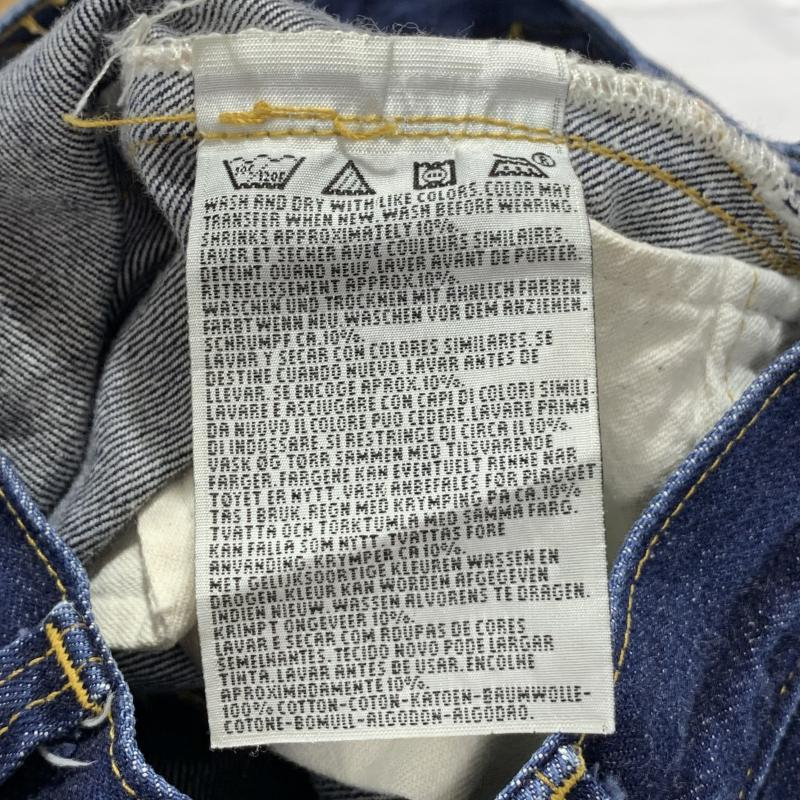 WASH AND DRY WITH LIKE COLORS. COLOR MAY
TRANSFER WHEN NEW. WASH BEFORE WEARING.
SHRINKS APPROXIMATELY 10%.
LAVER ET SECHER AVEC COULEURS SIMILAIRES.
DETEINT QUAND NEUF. LAVER AVANT DE PORTER.
RETRECISSEMENT APPROX. 10%.
WASCHEN UND TROCKNEN MIT ÄHNLICH FARBEN.
FARBT WENN NEU. WASCHEN VOR DEM ANZIEHEN.
SCHRUMPF CA. 10%.
LAVAR Y SECAR CON COLORES SIMILARES. SE
DESTINE CUANDO NUEVO. LAVAR ANTES DE
LLEVAR. SE ENCOGE APROX. 10%.
LAVARE E ASCIUGARE CON CAPI DI COLORI SIMILI
DA NUOVO IL COLORE PUO CEDERE. LAVARE PRIMA
DI INDOSSARE. SI RESTRINGE DI CIRCA IL 10%.
VASK OG TØRR SAMMEN MED TILSVARENDE
FARGER. FARGENE KAN EVENTUELT RENNE NAR
TØYET ER NYTT. VASK ANBEFALES FØR PLAGGET
TAS I BRUK. REGN MED KRYMPING PA CA. 10%
TVATTA OCH TORKTUMLA MED SAMMA FARG.
KAN FALLA SOM NYTT. TVATTAS FORE
ANVANDING. KRYMPER CA 10%.
MET GELIJKSOORTIGE KLEUREN WASSEN EN
DROGEN. KLEUR KAN WORDEN AFGEGEVEN
INDIEN NIEUW. WASSEN ALVORENS TE DRAGEN.
KRIMPT ONGEVEER 10%.
LAVAR E SECAR COM ROUPAS DE CORES
SEMELHANTES. TECIDO NOVO PODE LARGAR
TINTA. LAVAR ANTES DE USAR. ENCOLHE
APROXIMADAMENTE 10%.
100% COTTON-COTON-KATOEN-BAUMWOLLE-
COTONE-BOMULL-ALGODON-ALGODAO.